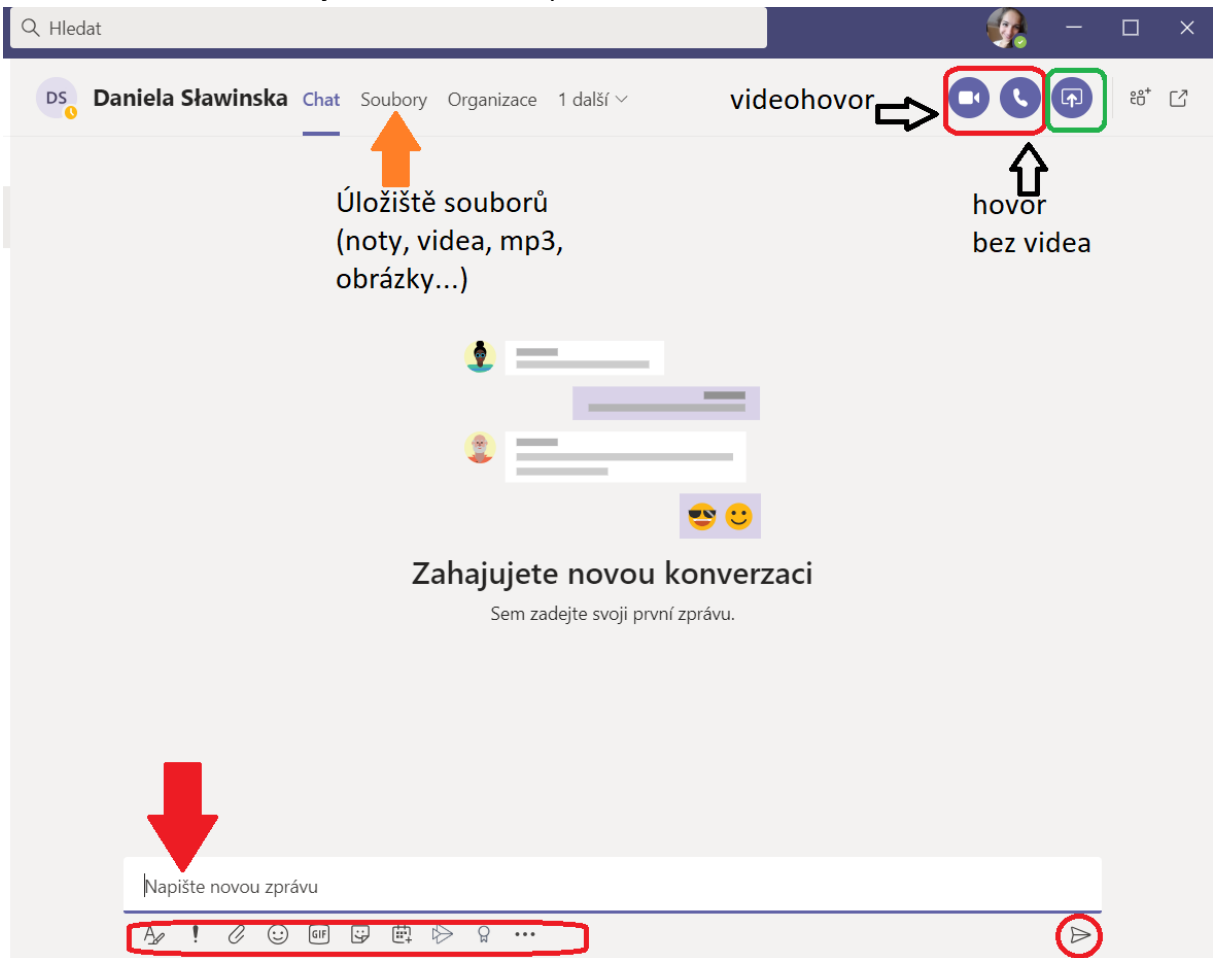 Hledat
DS Daniela Sławinska Chat Soubory Organizace 1 další videohovor
Úložiště souborů
(noty, videa, mp3,
obrázky...)
hovor
bez videa
Zahajujete novou konverzaci
Sem zadejte svoji první zprávu.
Napište novou zprávu
GIF